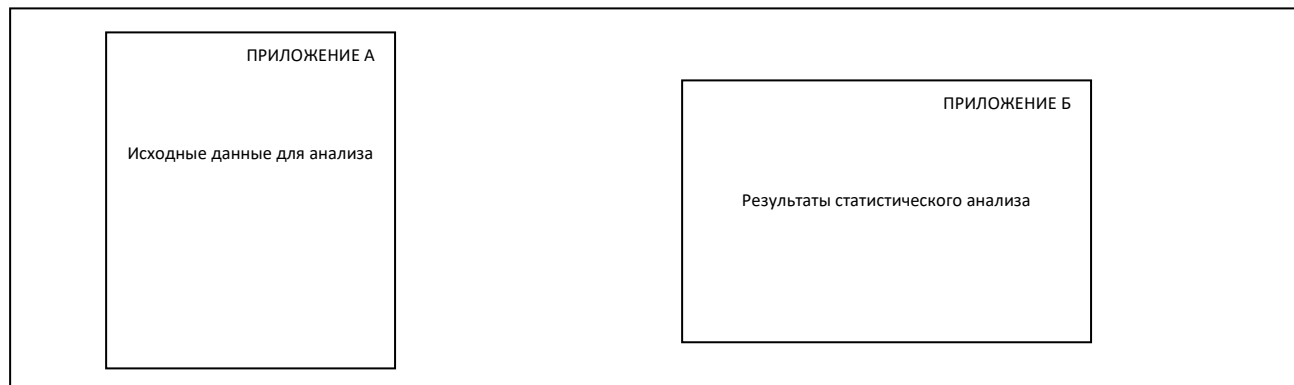 ПРИЛОЖЕНИЕ А
Исходные данные для анализа
ПРИЛОЖЕНИЕ Б
Результаты статистического анализа